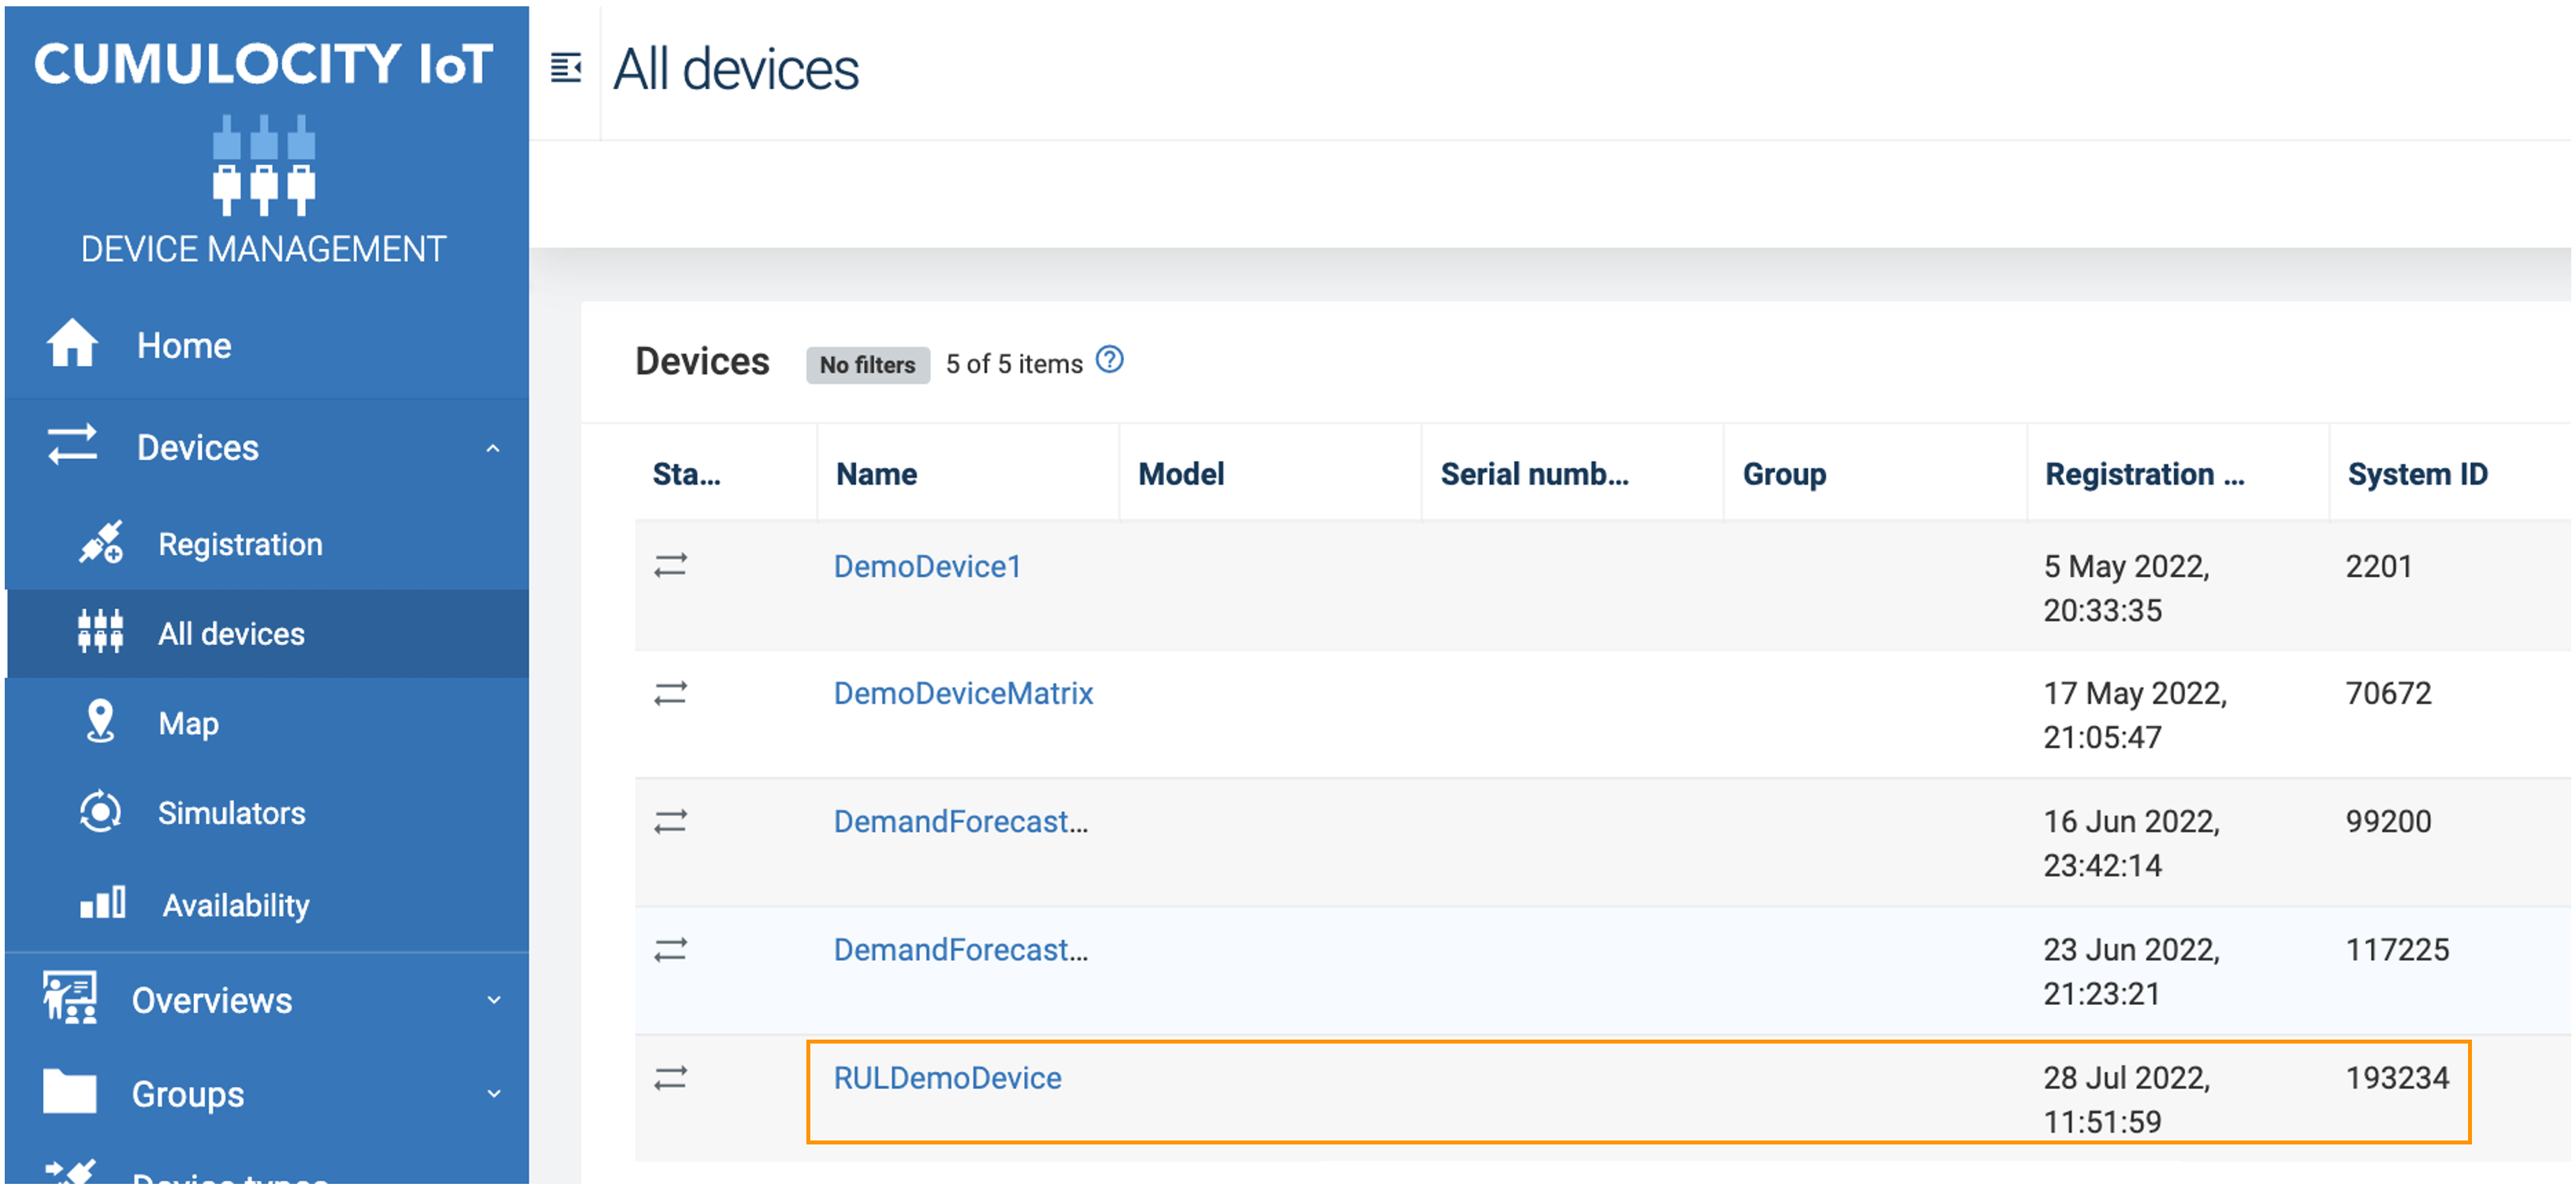 CUMULOCITY IoT
DEVICE MANAGEMENT
Home
Devices
Registration
All devices
Map
Simulators
Availability
Overviews
Groups
Device types
All devices
Devices No filters 5 of 5 items ?
Sta... Name Model Serial numb... Group Registration ... System ID
DemoDevice1 5 May 2022, 2201
20:33:35
DemoDeviceMatrix 17 May 2022, 70672
21:05:47
DemandForecast... 16 Jun 2022, 99200
23:42:14
DemandForecast... 23 Jun 2022, 117225
21:23:21
RULDemoDevice 28 Jul 2022, 193234
11:51:59